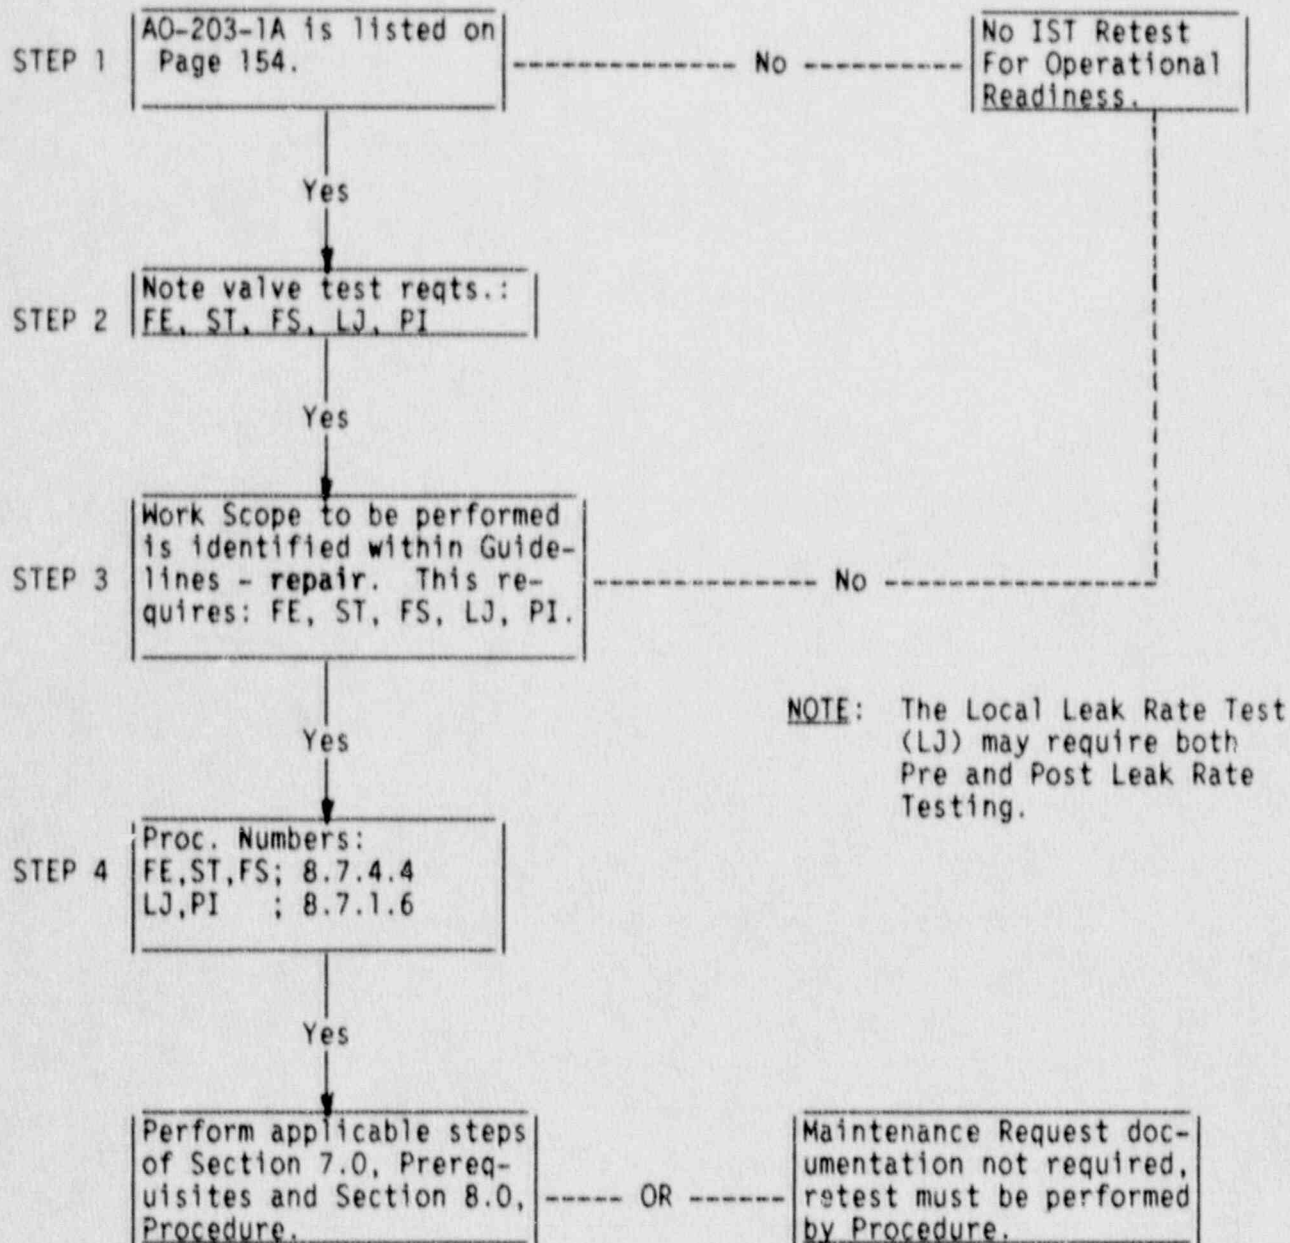 STEP 1
AO-203-1A is listed on
Page 154.
No
No IST Retest
For Operational
Readiness.
Yes
STEP 2
Note valve test reqts.:
FE, ST, FS, LJ, PI
Yes
STEP 3
Work Scope to be performed
is identified within Guide-
lines - repair. This re-
quires: FE, ST, FS, LJ, PI.
No
NOTE: The Local Leak Rate Test
(LJ) may require both
Pre and Post Leak Rate
Testing.
Yes
STEP 4
Proc. Numbers:
FE,ST,FS; 8.7.4.4
LJ,PI ; 8.7.1.6
Yes
Perform applicable steps
of Section 7.0, Prereq-
uisites and Section 8.0,
Procedure.
OR
Maintenance Request doc-
umentation not required,
retest must be performed
by Procedure.